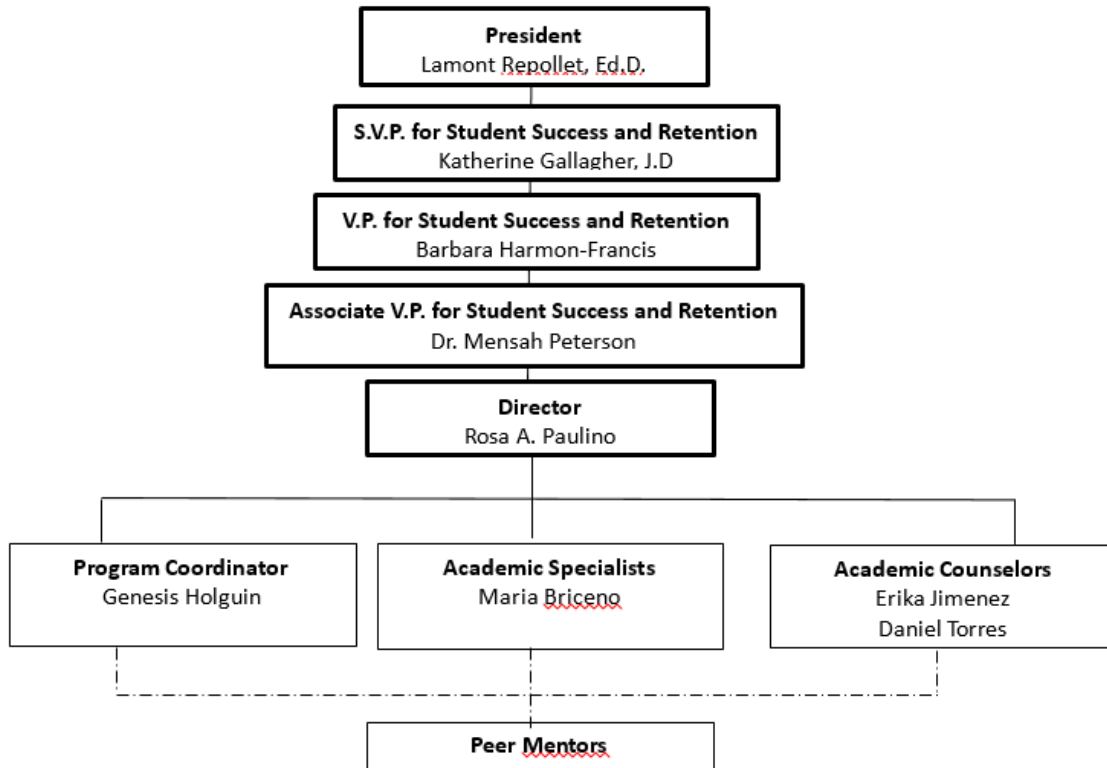 President
Lamont Repollet, Ed.D.
S.V.P. for Student Success and Retention
Katherine Gallagher, J.D
V.P. for Student Success and Retention
Barbara Harmon-Francis
Associate V.P. for Student Success and Retention
Dr. Mensah Peterson
Director
Rosa A. Paulino
Program Coordinator
Genesis Holguin
Academic Specialists
Maria Briceno
Academic Counselors
Erika Jimenez
Daniel Torres
Peer Mentors